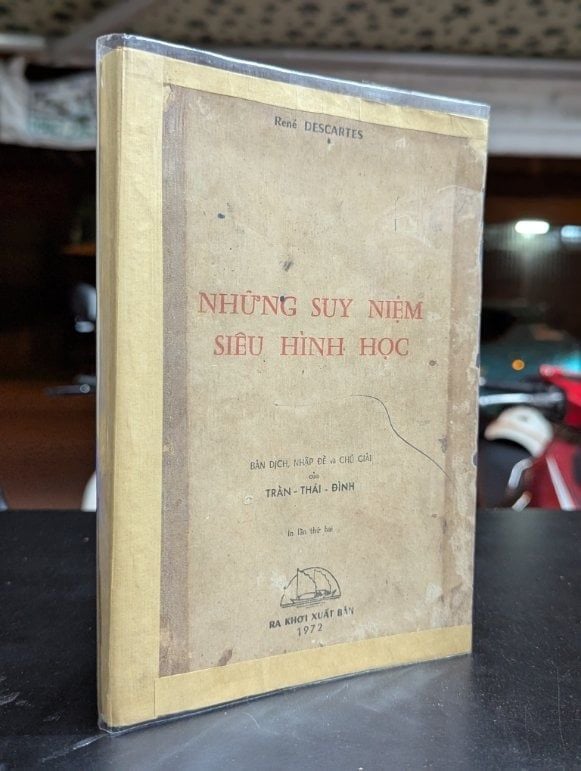 René DESCARTES
NHỮNG SUY NIỆM
SIÊU HÌNH HỌC
BẢN DỊCH, NHẬP ĐỀ và CHÚ GIẢI
của
TRẦN - THÁI - ĐỈNH
In lần thứ hai
RA KHƠI XUẤT BẢN
1972